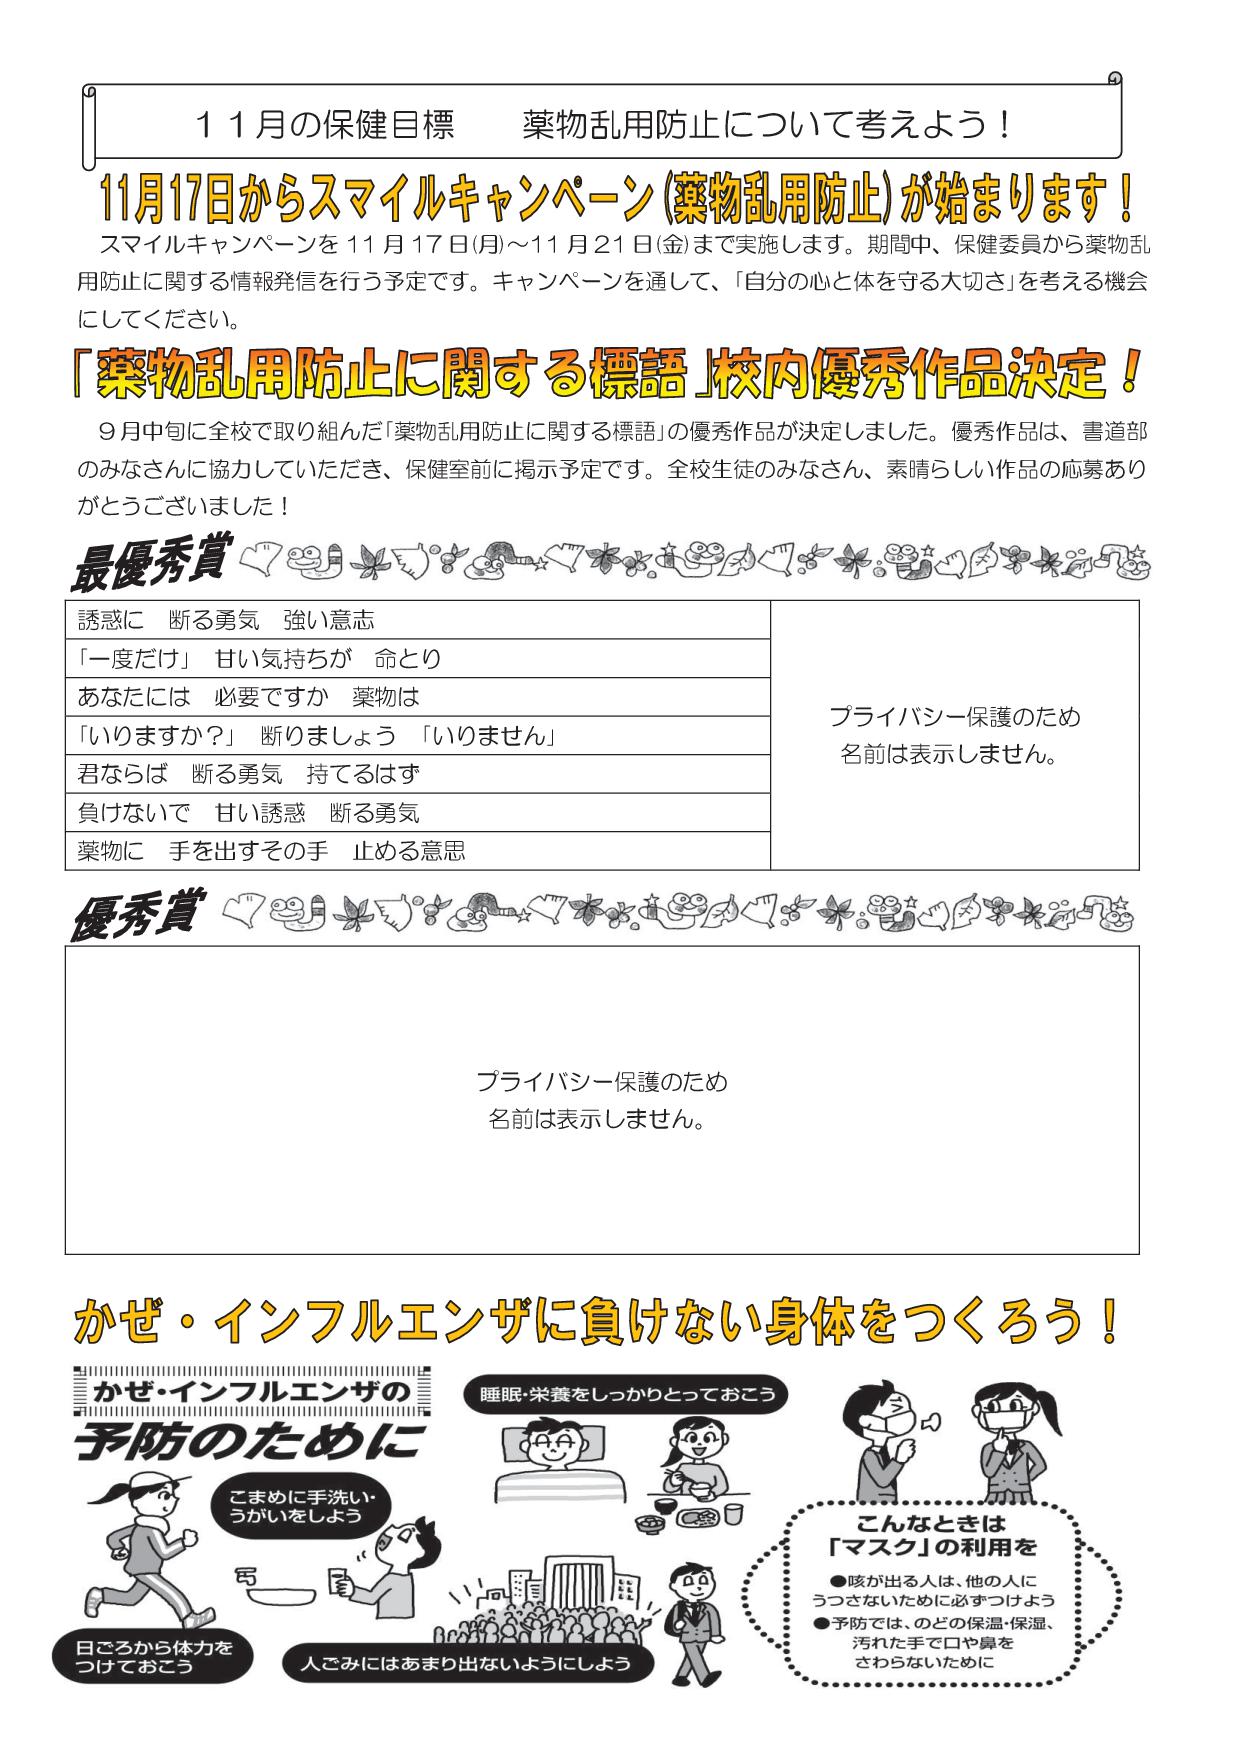 １１月の保健目標　　薬物乱用防止について考えよう！
11月17日からスマイルキャンペーン(薬物乱用防止)が始まります！
スマイルキャンペーンを 11 月 17 日(月)～11 月 21 日(金)まで実施します。期間中、保健委員から薬物乱
用防止に関する情報発信を行う予定です。キャンペーンを通して、「自分の心と体を守る大切さ」を考える機会
にしてください。
「薬物乱用防止に関する標語」校内優秀作品決定！
９月中旬に全校で取り組んだ「薬物乱用防止に関する標語」の優秀作品が決定しました。優秀作品は、書道部
のみなさんに協力していただき、保健室前に掲示予定です。全校生徒のみなさん、素晴らしい作品の応募あり
がとうございました！
最優秀賞
誘惑に　断る勇気　強い意志
「一度だけ」　甘い気持ちが　命とり
あなたには　必要ですか　薬物は
「いりますか？」　断りましょう　「いりません」
君ならば　断る勇気　持てるはず
負けないで　甘い誘惑　断る勇気
薬物に　手を出すその手　止める意思
プライバシー保護のため
名前は表示しません。
優秀賞
プライバシー保護のため
名前は表示しません。
かぜ・インフルエンザに負けない身体をつくろう！
かぜ・インフルエンザの
予防のために
睡眠・栄養をしっかりとっておこう
こまめに手洗い・
うがいをしよう
日ごろから体力を
つけておこう
人ごみにはあまり出ないようにしよう
こんなときは
「マスク」の利用を
●咳が出る人は、他の人に
うつさないために必ずつけよう
●予防では、のどの保温・保湿、
汚れた手で口や鼻を
さわらないために